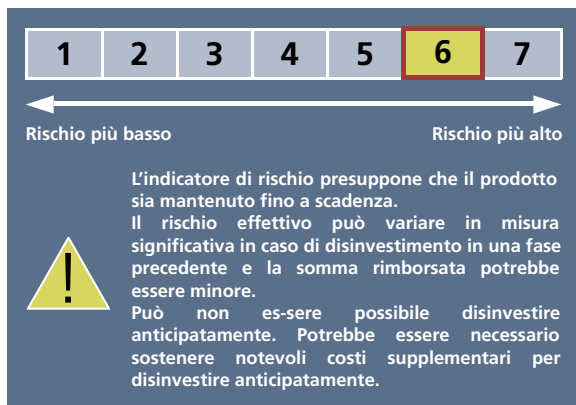 1 2 3 4 5 6 7
Rischio più basso Rischio più alto
L'indicatore di rischio presuppone che il prodotto
sia mantenuto fino a scadenza.
Il rischio effettivo può variare in misura
significativa in caso di disinvestimento in una fase
precedente e la somma rimborsata potrebbe
essere minore.
Può non es-sere possibile disinvestire
anticipatamente. Potrebbe essere necessario
sostenere notevoli costi supplementari per
disinvestire anticipatamente.
!